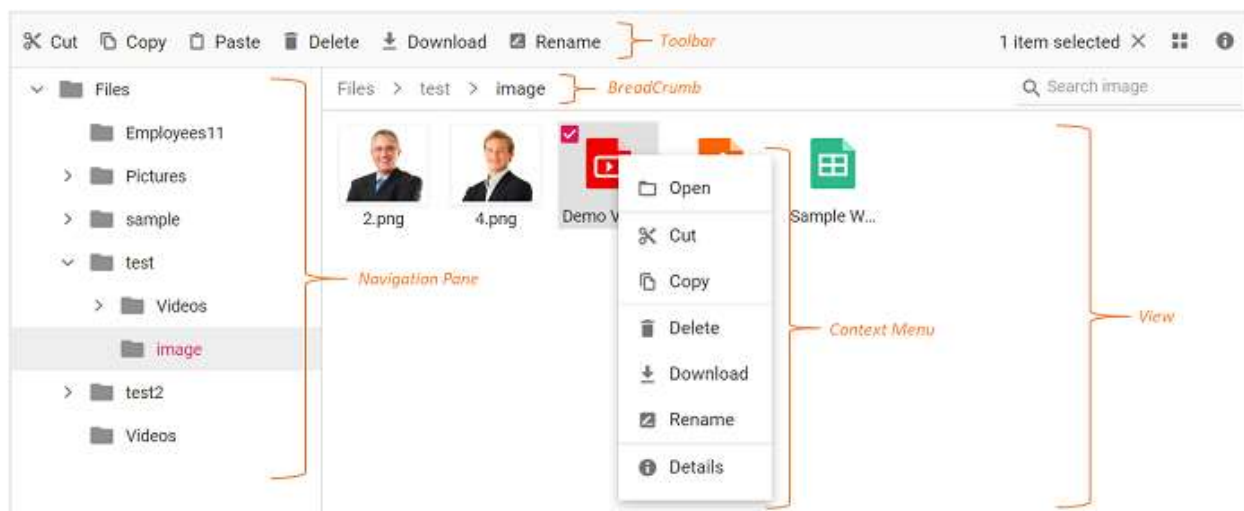 Cut Copy Paste Delete Download Rename Toolbar 1 item selected
Files Files > test > image BreadCrumb Search image
Employees11
Pictures
sample
test
Videos
image
test2
Videos
Navigation Pane
2.png 4.png Demo V Sample W...
Open
Cut
Copy
Delete
Download
Rename
Details
Context Menu
View